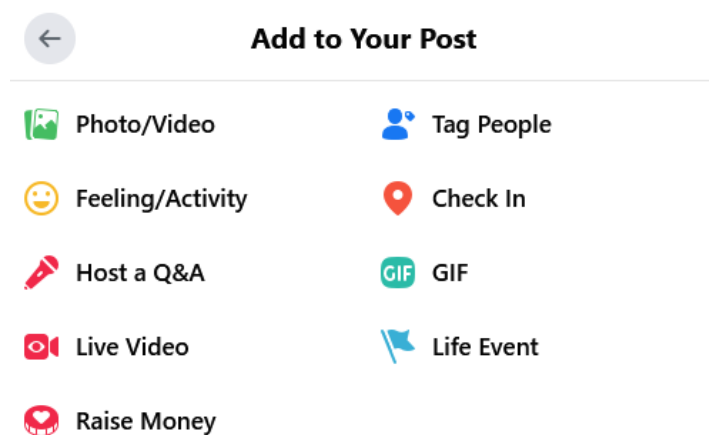 Add to Your Post
Photo/Video
Tag People
Feeling/Activity
Check In
Host a Q&A
GIF GIF
Live Video
Life Event
Raise Money